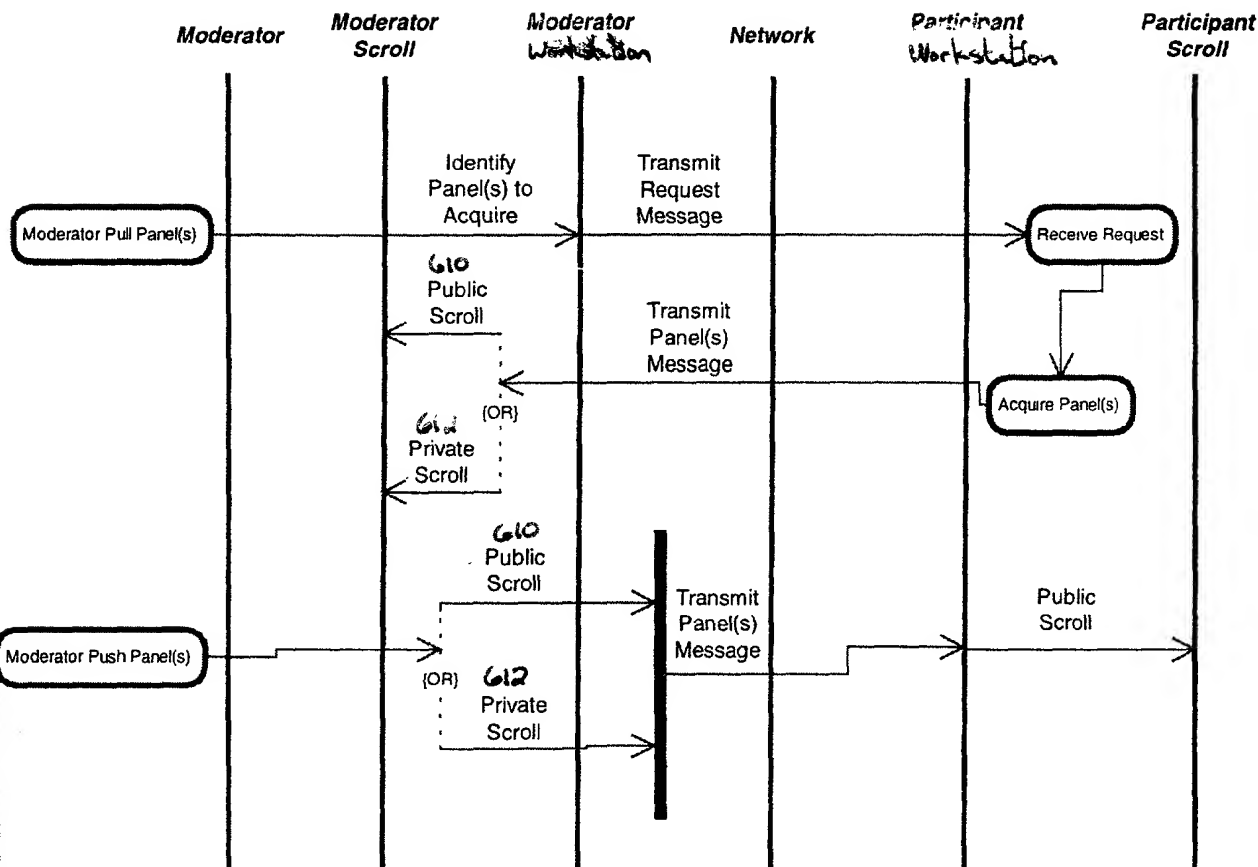 Moderator
Moderator
Scroll
Moderator
Workstation
Network
Participant
Workstation
Participant
Scroll
Identify
Panel(s) to
Acquire
Transmit
Request
Message
Moderator Pull Panel(s)
Receive Request
610
Public
Scroll
Transmit
Panel(s)
Message
{OR}
Acquire Panel(s)
612
Private
Scroll
610
Public
Scroll
Transmit
Panel(s)
Message
Public
Scroll
Moderator Push Panel(s)
{OR}
612
Private
Scroll